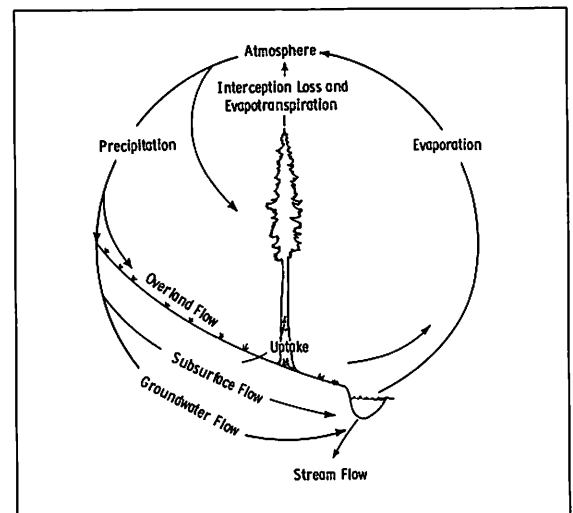 Atmosphere
Interception Loss and
Evapotranspiration
Precipitation
Evaporation
Overland Flow
Uptake
Subsurface Flow
Groundwater Flow
Stream Flow